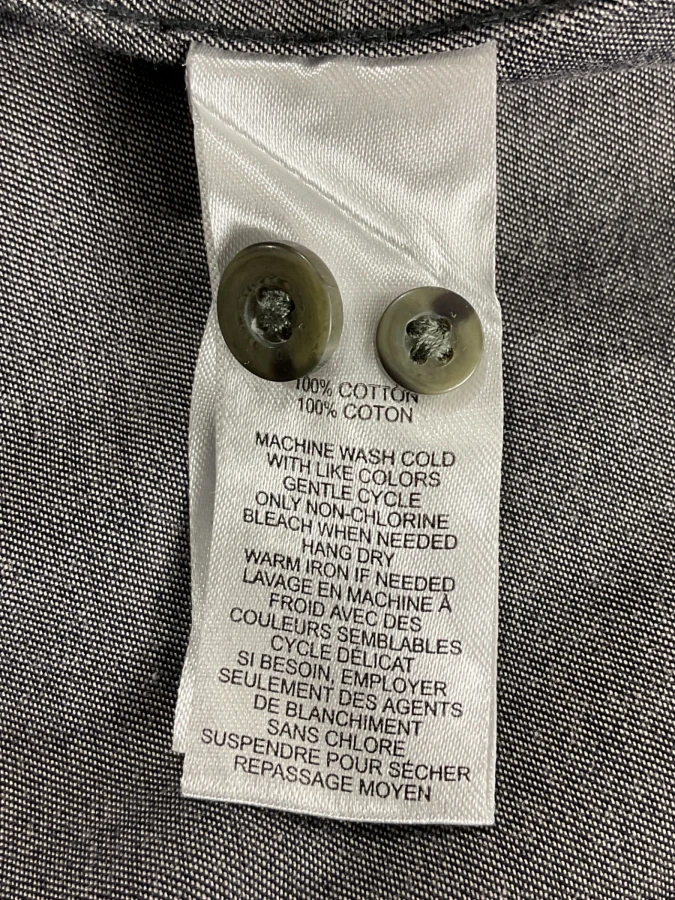 100% COTTON
100% COTON
MACHINE WASH COLD
WITH LIKE COLORS
GENTLE CYCLE
ONLY NON-CHLORINE
BLEACH WHEN NEEDED
HANG DRY
WARM IRON IF NEEDED
LAVAGE EN MACHINE À
FROID AVEC DES
COULEURS SEMBLABLES
CYCLE DÉLICAT
SI BESOIN, EMPLOYER
SEULEMENT DES AGENTS
DE BLANCHIMENT
SANS CHLORE
SUSPENDRE POUR SÉCHER
REPASSAGE MOYEN